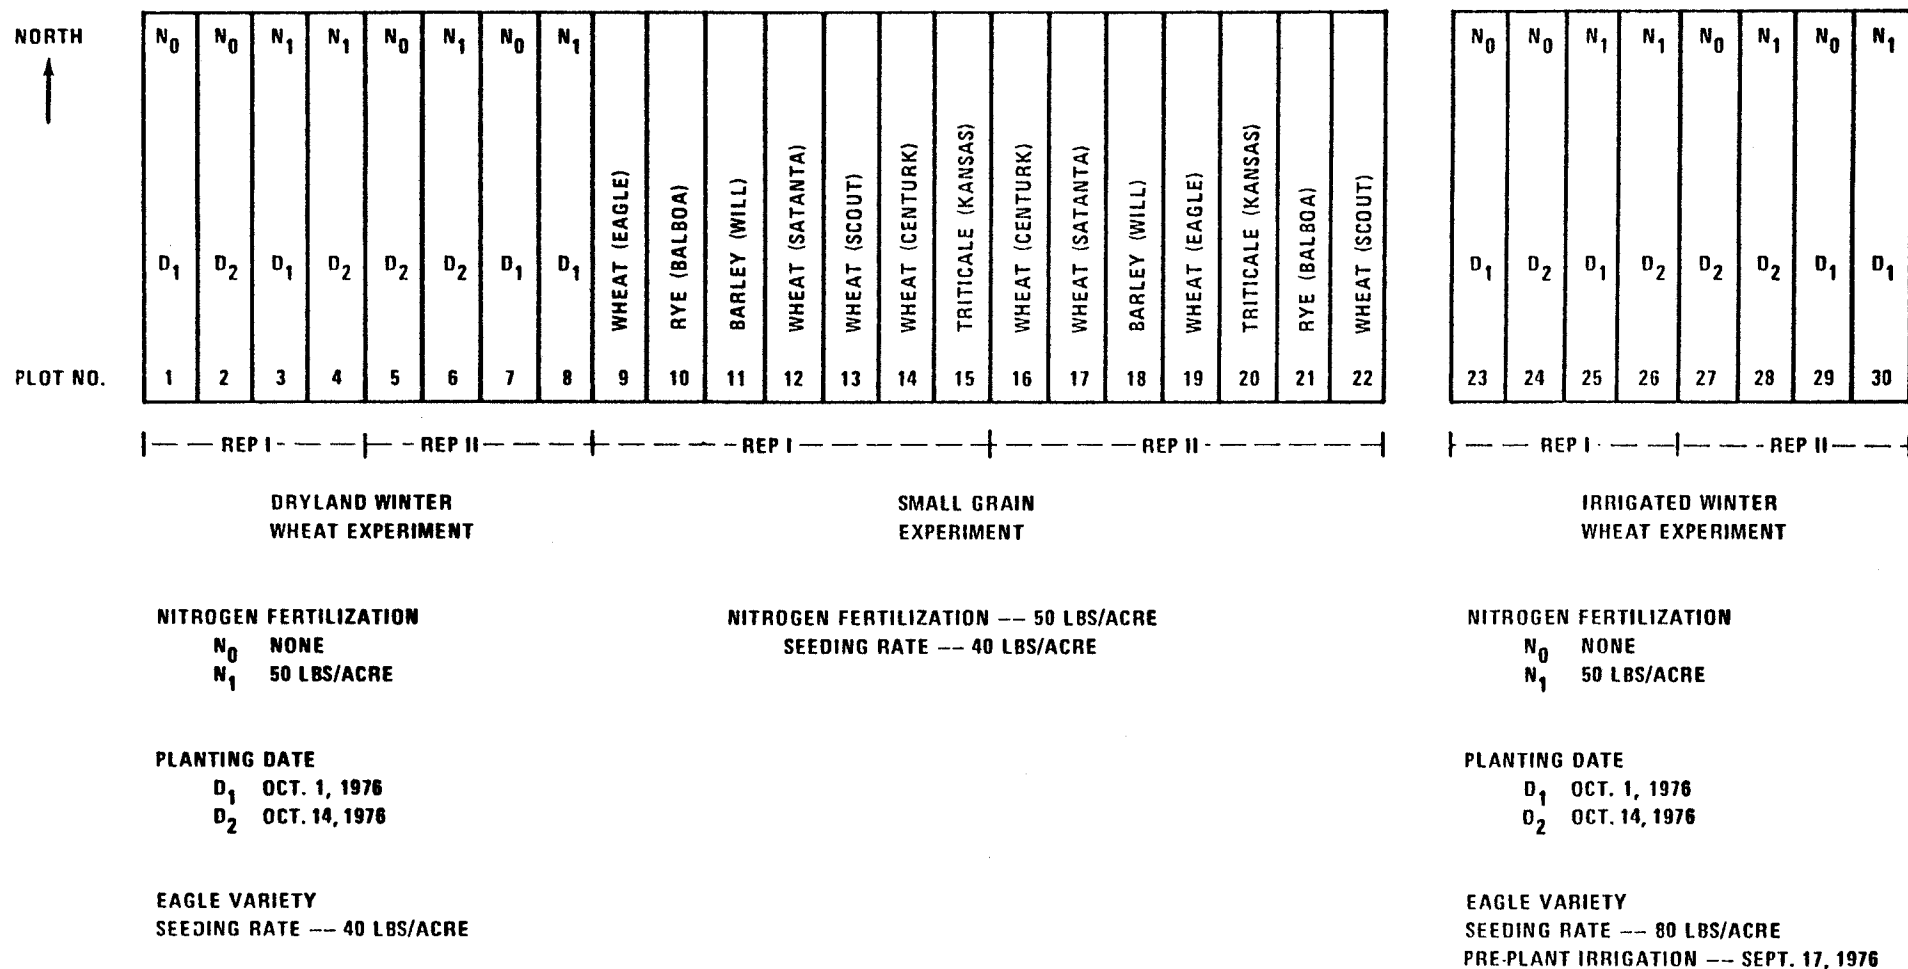 NORTH
N0 N0 N1 N1 N0 N1 N0 N1
N0 N0 N1 N1 N0 N1 N0 N1
D1 D2 D1 D2 D2 D2 D1 D1
WHEAT (EAGLE)
RYE (BALBOA)
BARLEY (WILL)
WHEAT (SATANTA)
WHEAT (SCOUT)
WHEAT (CENTURK)
TRITICALE (KANSAS)
WHEAT (CENTURK)
WHEAT (SATANTA)
BARLEY (WILL)
WHEAT (EAGLE)
TRITICALE (KANSAS)
RYE (BALBOA)
WHEAT (SCOUT)
D1 D2 D1 D2 D2 D2 D1 D1
PLOT NO. 1 2 3 4 5 6 7 8 9 10 11 12 13 14 15 16 17 18 19 20 21 22 23 24 25 26 27 28 29 30
REP I REP II REP I REP II REP I REP II
DRYLAND WINTER
WHEAT EXPERIMENT
NITROGEN FERTILIZATION
N0 NONE
N1 50 LBS/ACRE
PLANTING DATE
D1 OCT. 1, 1976
D2 OCT. 14, 1976
EAGLE VARIETY
SEEDING RATE -- 40 LBS/ACRE
SMALL GRAIN
EXPERIMENT
NITROGEN FERTILIZATION -- 50 LBS/ACRE
SEEDING RATE -- 40 LBS/ACRE
IRRIGATED WINTER
WHEAT EXPERIMENT
NITROGEN FERTILIZATION
N0 NONE
N1 50 LBS/ACRE
PLANTING DATE
D1 OCT. 1, 1976
D2 OCT. 14, 1976
EAGLE VARIETY
SEEDING RATE -- 80 LBS/ACRE
PRE-PLANT IRRIGATION -- SEPT. 17, 1976